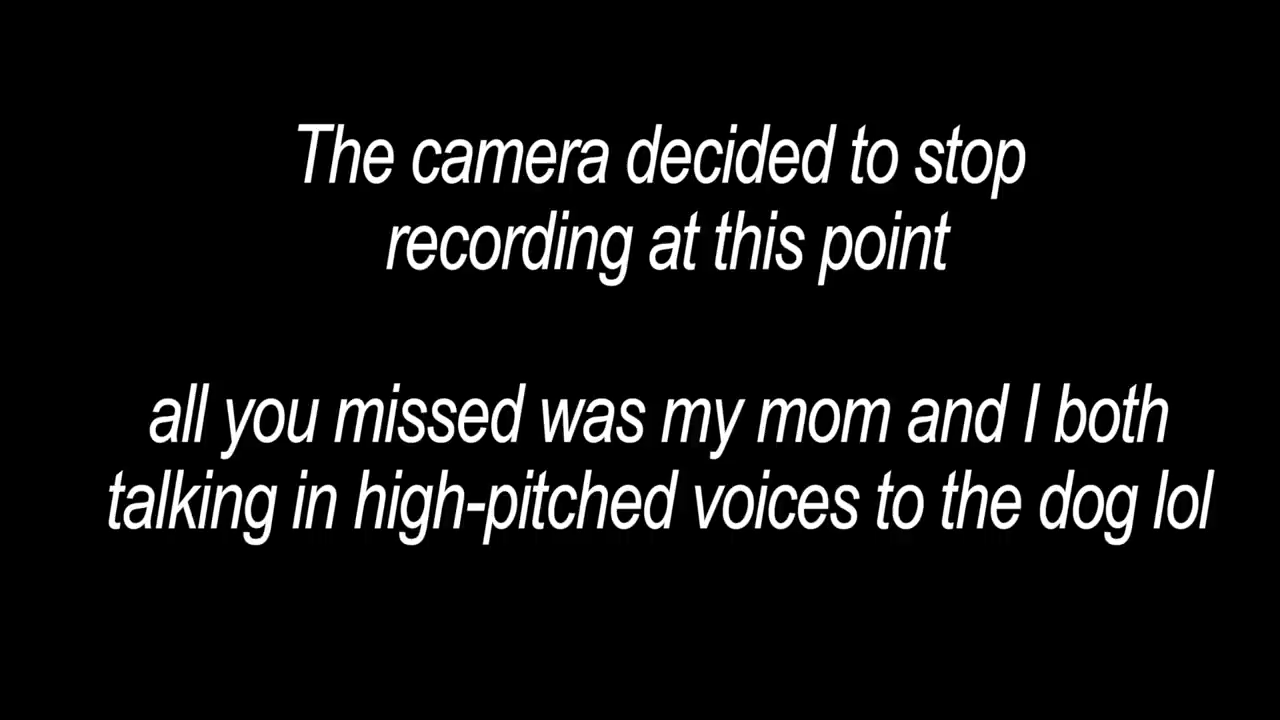 The camera decided to stop
recording at this point
all you missed was my mom and I both
talking in high-pitched voices to the dog lol